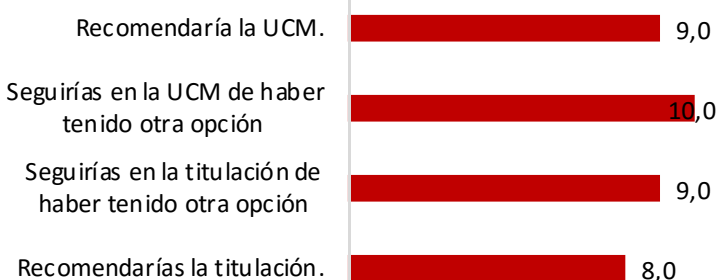 Recomendaría la UCM.
9,0
Seguirías en la UCM de haber
tenido otra opción
10,0
Seguirías en la titulación de
haber tenido otra opción
9,0
Recomendarías la titulación.
8,0